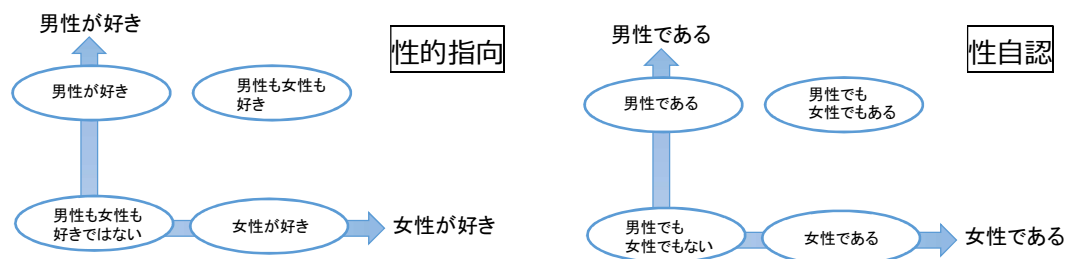 男性が好き
性的指向
男性が好き
男性も女性も
好き
男性も女性も
好きではない
女性が好き
女性が好き
男性である
性自認
男性である
男性でも
女性でもある
男性でも
女性でもない
女性である
女性である